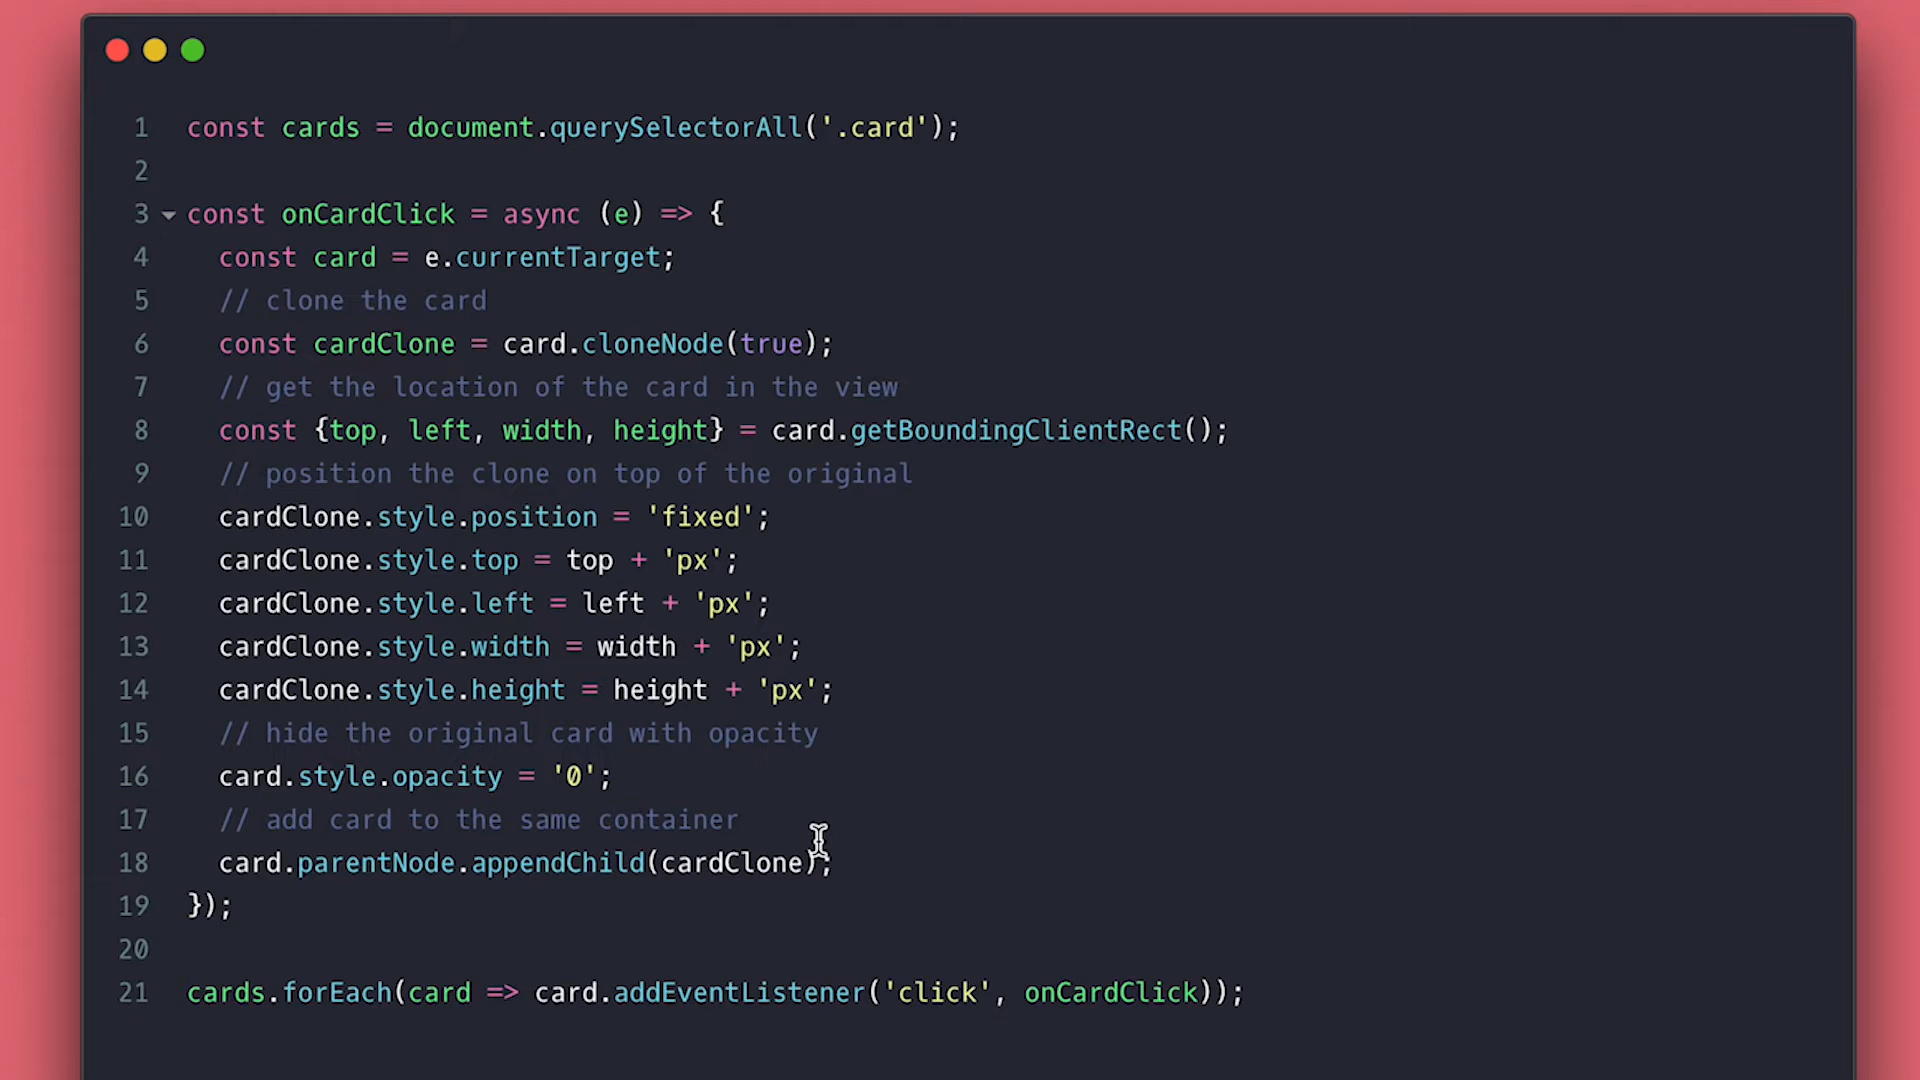 1 const cards = document.querySelectorAll('.card');
2
3 const onCardClick = async (e) => {
4 const card = e.currentTarget;
5 // clone the card
6 const cardClone = card.cloneNode(true);
7 // get the location of the card in the view
8 const {top, left, width, height} = card.getBoundingClientRect();
9 // position the clone on top of the original
10 cardClone.style.position = 'fixed';
11 cardClone.style.top = top + 'px';
12 cardClone.style.left = left + 'px';
13 cardClone.style.width = width + 'px';
14 cardClone.style.height = height + 'px';
15 // hide the original card with opacity
16 card.style.opacity = '0';
17 // add card to the same container
18 card.parentNode.appendChild(cardClone);
19 });
20
21 cards.forEach(card => card.addEventListener('click', onCardClick));